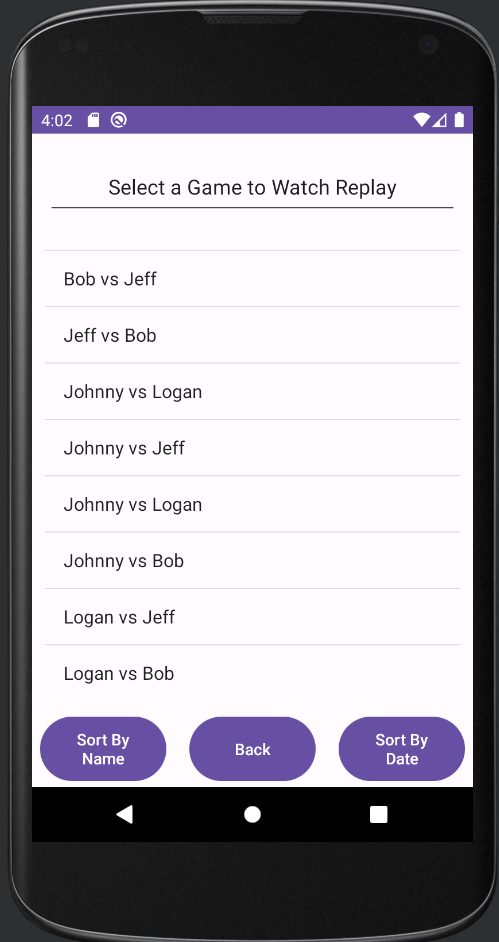 4:02
Select a Game to Watch Replay
Bob vs Jeff
Jeff vs Bob
Johnny vs Logan
Johnny vs Jeff
Johnny vs Logan
Johnny vs Bob
Logan vs Jeff
Logan vs Bob
Sort By
Name
Back
Sort By
Date